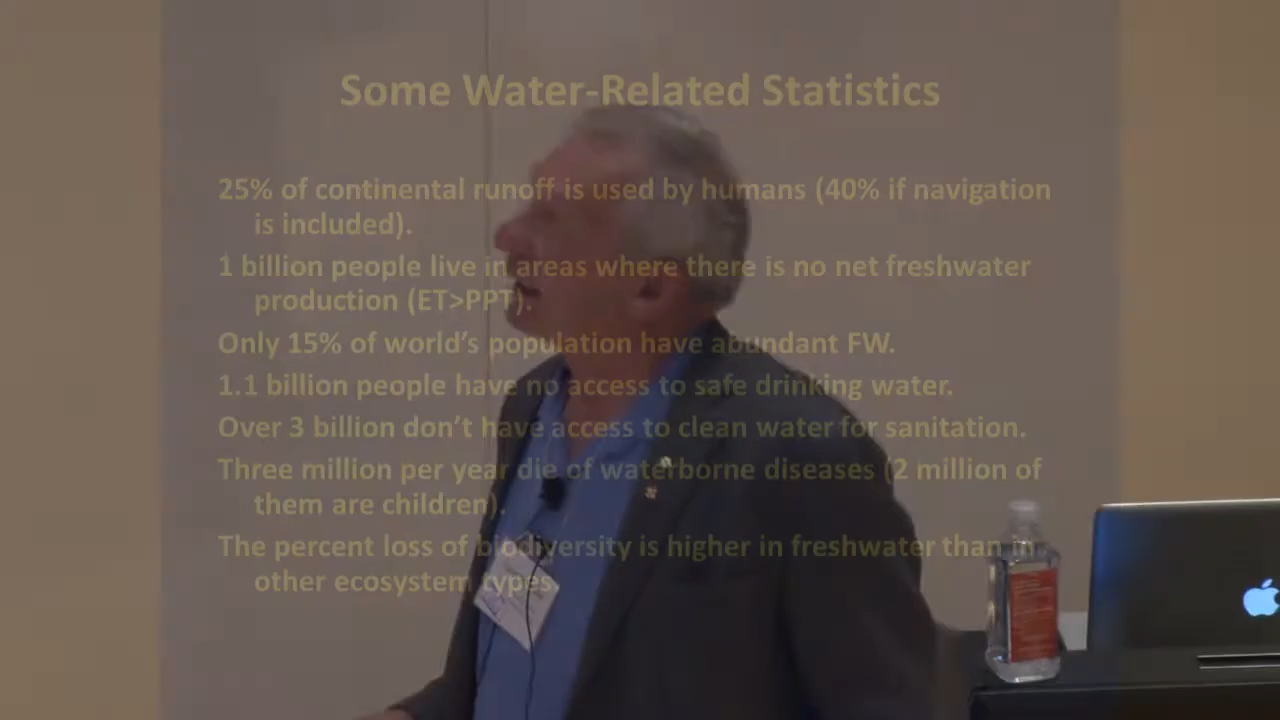 Some Water-Related Statistics
25% of continental runoff is used by humans (40% if navigation
is included).
1 billion people live in areas where there is no net freshwater
production (ET>PPT).
Only 15% of world's population have abundant FW.
1.1 billion people have no access to safe drinking water.
Over 3 billion don't have access to clean water for sanitation.
Three million per year die of waterborne diseases (2 million of
them are children).
The percent loss of biodiversity is higher in freshwater than in
other ecosystem types.